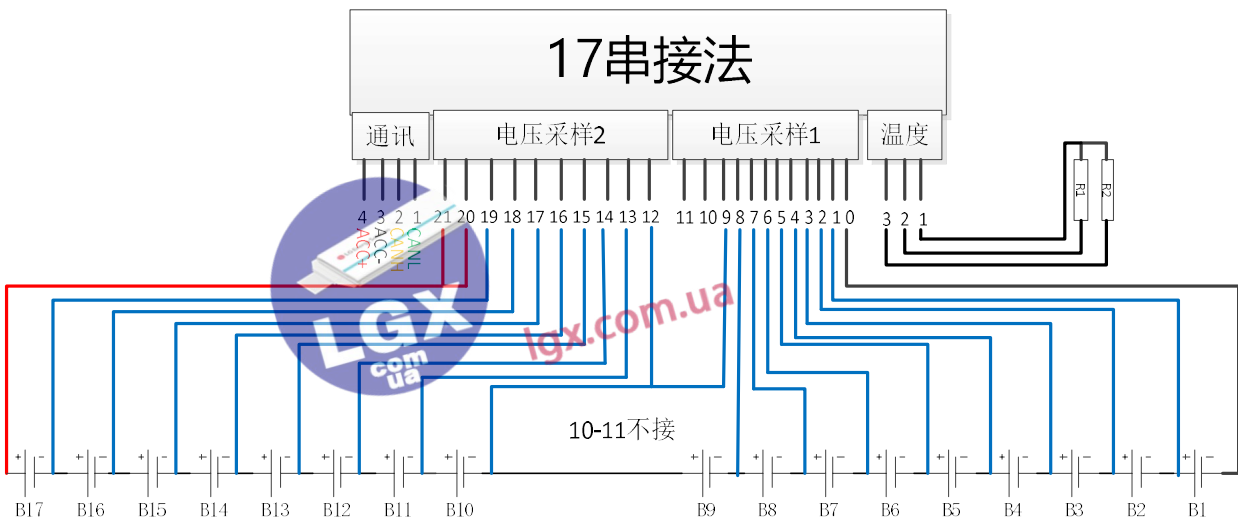 17串接法
通讯 电压采样2 电压采样1 温度
4 3 2 1 21 20 19 18 17 16 15 14 13 12 11 10 9 8 7 6 5 4 3 2 1 0 3 2 1
ACC+ ACC- CANH CANL
R1 R2
LGX
com
ua
lgx.com.ua
10-11不接
B17 B16 B15 B14 B13 B12 B11 B10 B9 B8 B7 B6 B5 B4 B3 B2 B1